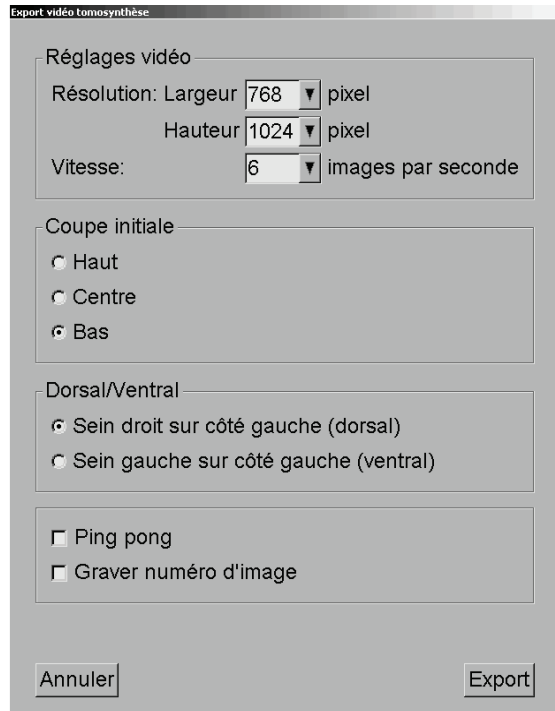 Export vidéo tomosynthèse
Réglages vidéo
Résolution: Largeur 768 pixel
Hauteur 1024 pixel
Vitesse: 6 images par seconde
Coupe initiale
Haut
Centre
Bas
Dorsal/Ventral
Sein droit sur côté gauche (dorsal)
Sein gauche sur côté gauche (ventral)
Ping pong
Graver numéro d'image
Annuler Export